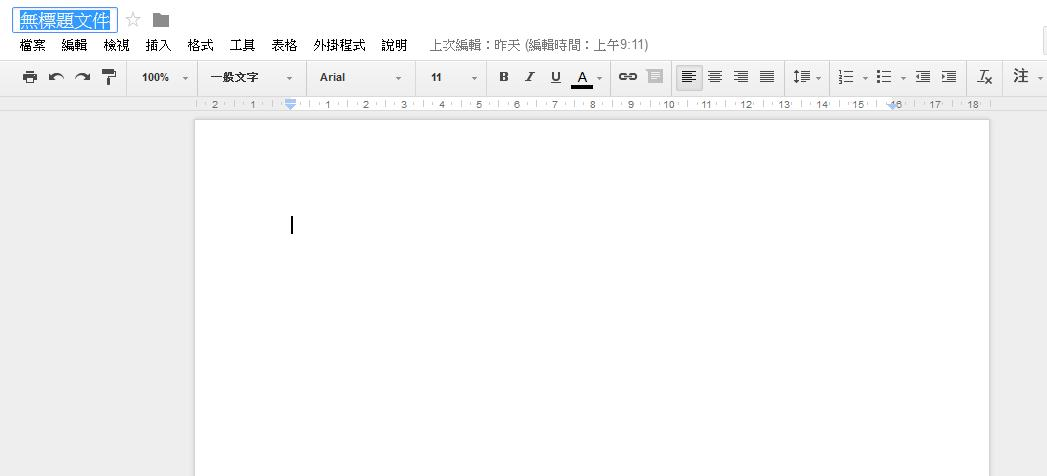 無標題文件
檔案 編輯 檢視 插入 格式 工具 表格 外掛程式 說明 上次編輯：昨天 (編輯時間：上午9:11)
100% 一般文字 Arial 11 B I U A 注
2 1 1 2 3 4 5 6 7 8 9 10 11 12 13 14 15 16 17 18